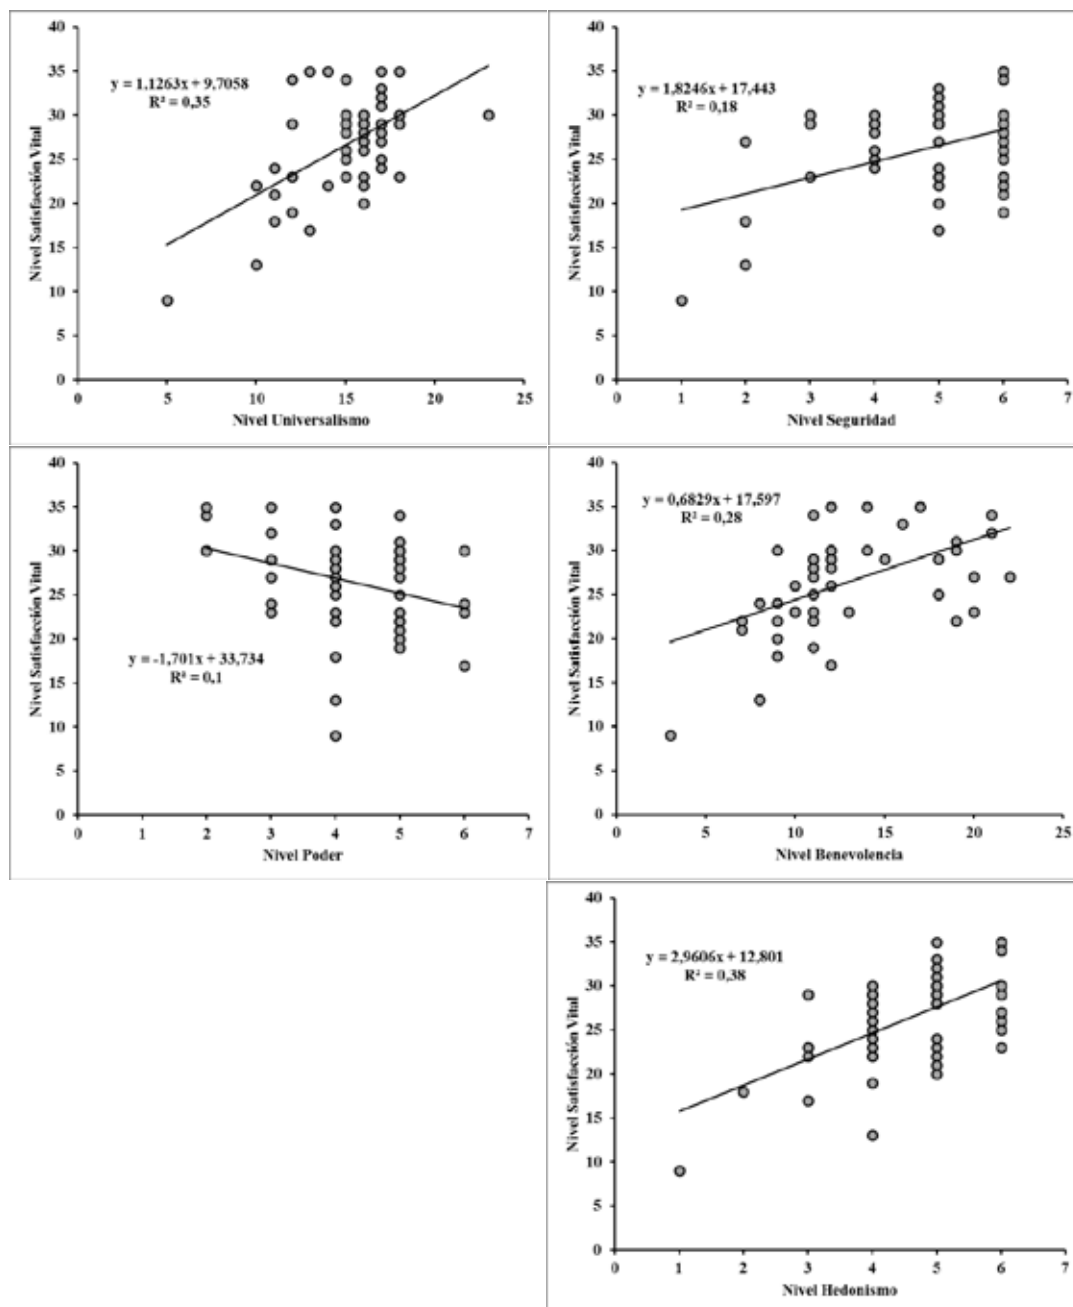 40
35
30
25
20
15
10
5
0
Nivel Satisfacción Vital
y = 1,1263x + 9,7058
R² = 0,35
0 5 10 15 20 25
Nivel Universalismo
40
35
30
25
20
15
10
5
0
Nivel Satisfacción Vital
y = 1,8246x + 17,443
R² = 0,18
0 1 2 3 4 5 6 7
Nivel Seguridad
40
35
30
25
20
15
10
5
0
Nivel Satisfacción Vital
y = -1,701x + 33,734
R² = 0,1
0 1 2 3 4 5 6 7
Nivel Poder
40
35
30
25
20
15
10
5
0
Nivel Satisfacción Vital
y = 0,6829x + 17,597
R² = 0,28
0 5 10 15 20 25
Nivel Benevolencia
40
35
30
25
20
15
10
5
0
Nivel Satisfacción Vital
y = 2,9606x + 12,801
R² = 0,38
0 1 2 3 4 5 6 7
Nivel Hedonismo